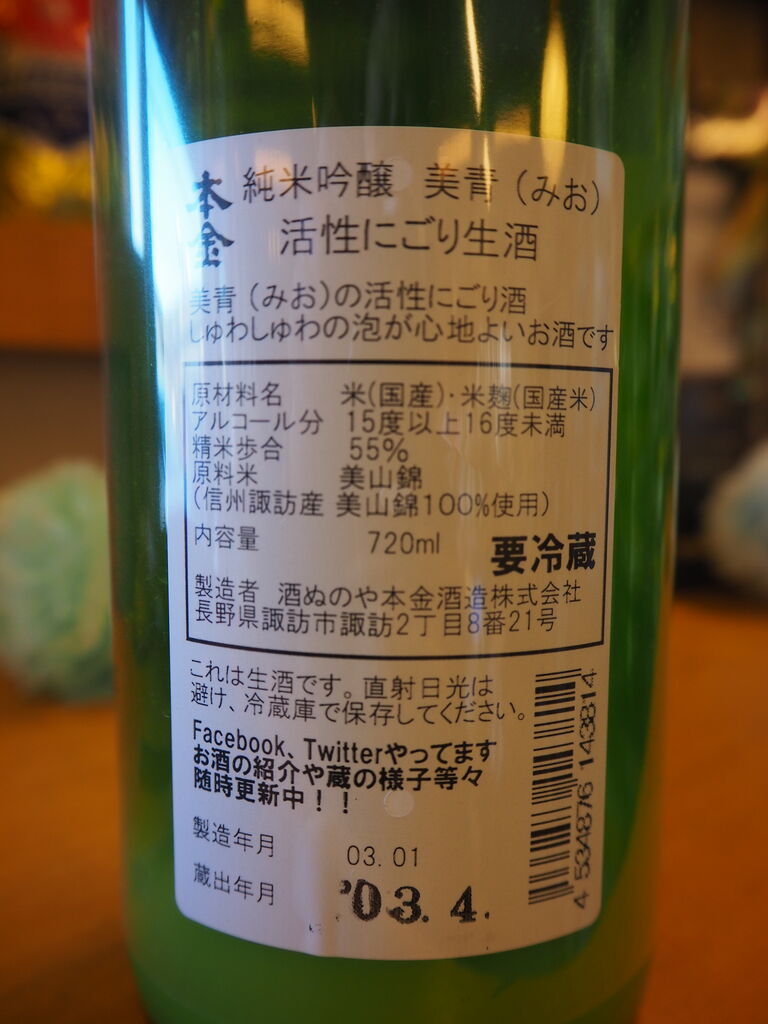 本金 純米吟醸 美青（みお）
活性にごり生酒
美青（みお）の活性にごり酒
しゅわしゅわの泡が心地よいお酒です
原材料名 米(国産)・米麹(国産米)
アルコール分 15度以上16度未満
精米歩合 55%
原料米 美山錦
（信州諏訪産 美山錦100%使用）
内容量 720ml 要冷蔵
製造者 酒ぬのや本金酒造株式会社
長野県諏訪市諏訪2丁目8番21号
これは生酒です。直射日光は
避け、冷蔵庫で保存してください。
Facebook、Twitterやってます
お酒の紹介や蔵の様子等々
随時更新中！！
製造年月 03.01
蔵出年月 '03.4.
4 534876 143814